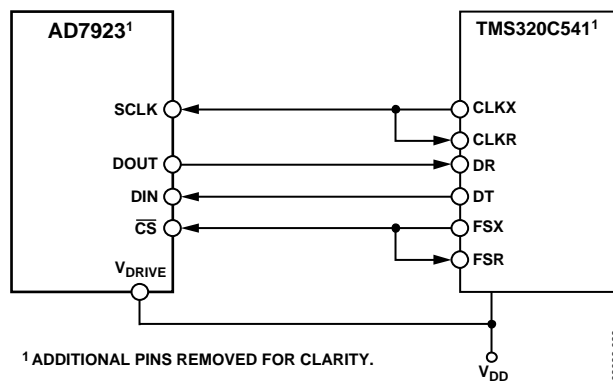 AD7923¹
TMS320C541¹
SCLK
CLKX
CLKR
DOUT
DR
DIN
DT
CS
FSX
FSR
VDRIVE
¹ ADDITIONAL PINS REMOVED FOR CLARITY.
VDD